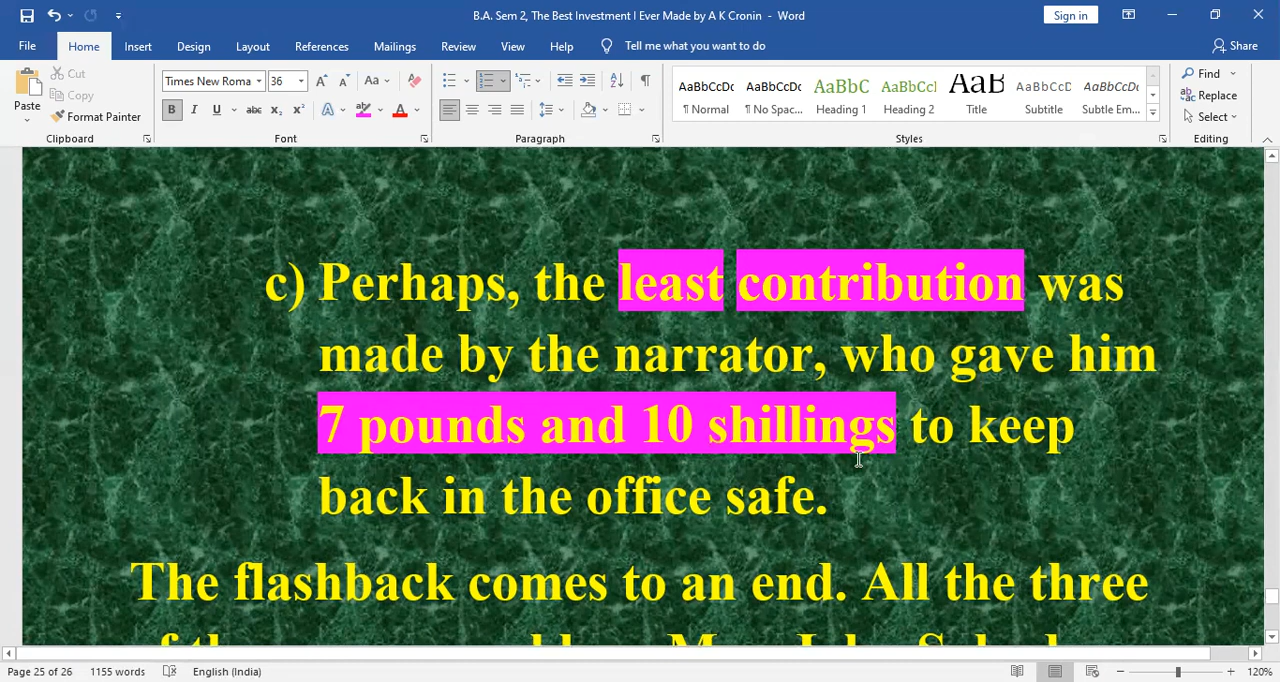 B.A. Sem 2, The Best Investment I Ever Made by A K Cronin - Word
Sign in
File Home Insert Design Layout References Mailings Review View Help Tell me what you want to do Share
Paste
Cut
Copy
Format Painter
Clipboard
Times New Roma 36
Font
Paragraph
AaBbCcDc AaBbCcDc AaBbC AaBbCcl AaB AaBbCcD AaBbCcD
¶ Normal ¶ No Spac... Heading 1 Heading 2 Title Subtitle Subtle Em...
Styles
Find
Replace
Select
Editing
c) Perhaps, the least contribution was
made by the narrator, who gave him
7 pounds and 10 shillings to keep
back in the office safe.
The flashback comes to an end. All the three
Page 25 of 26 1155 words English (India) 120%